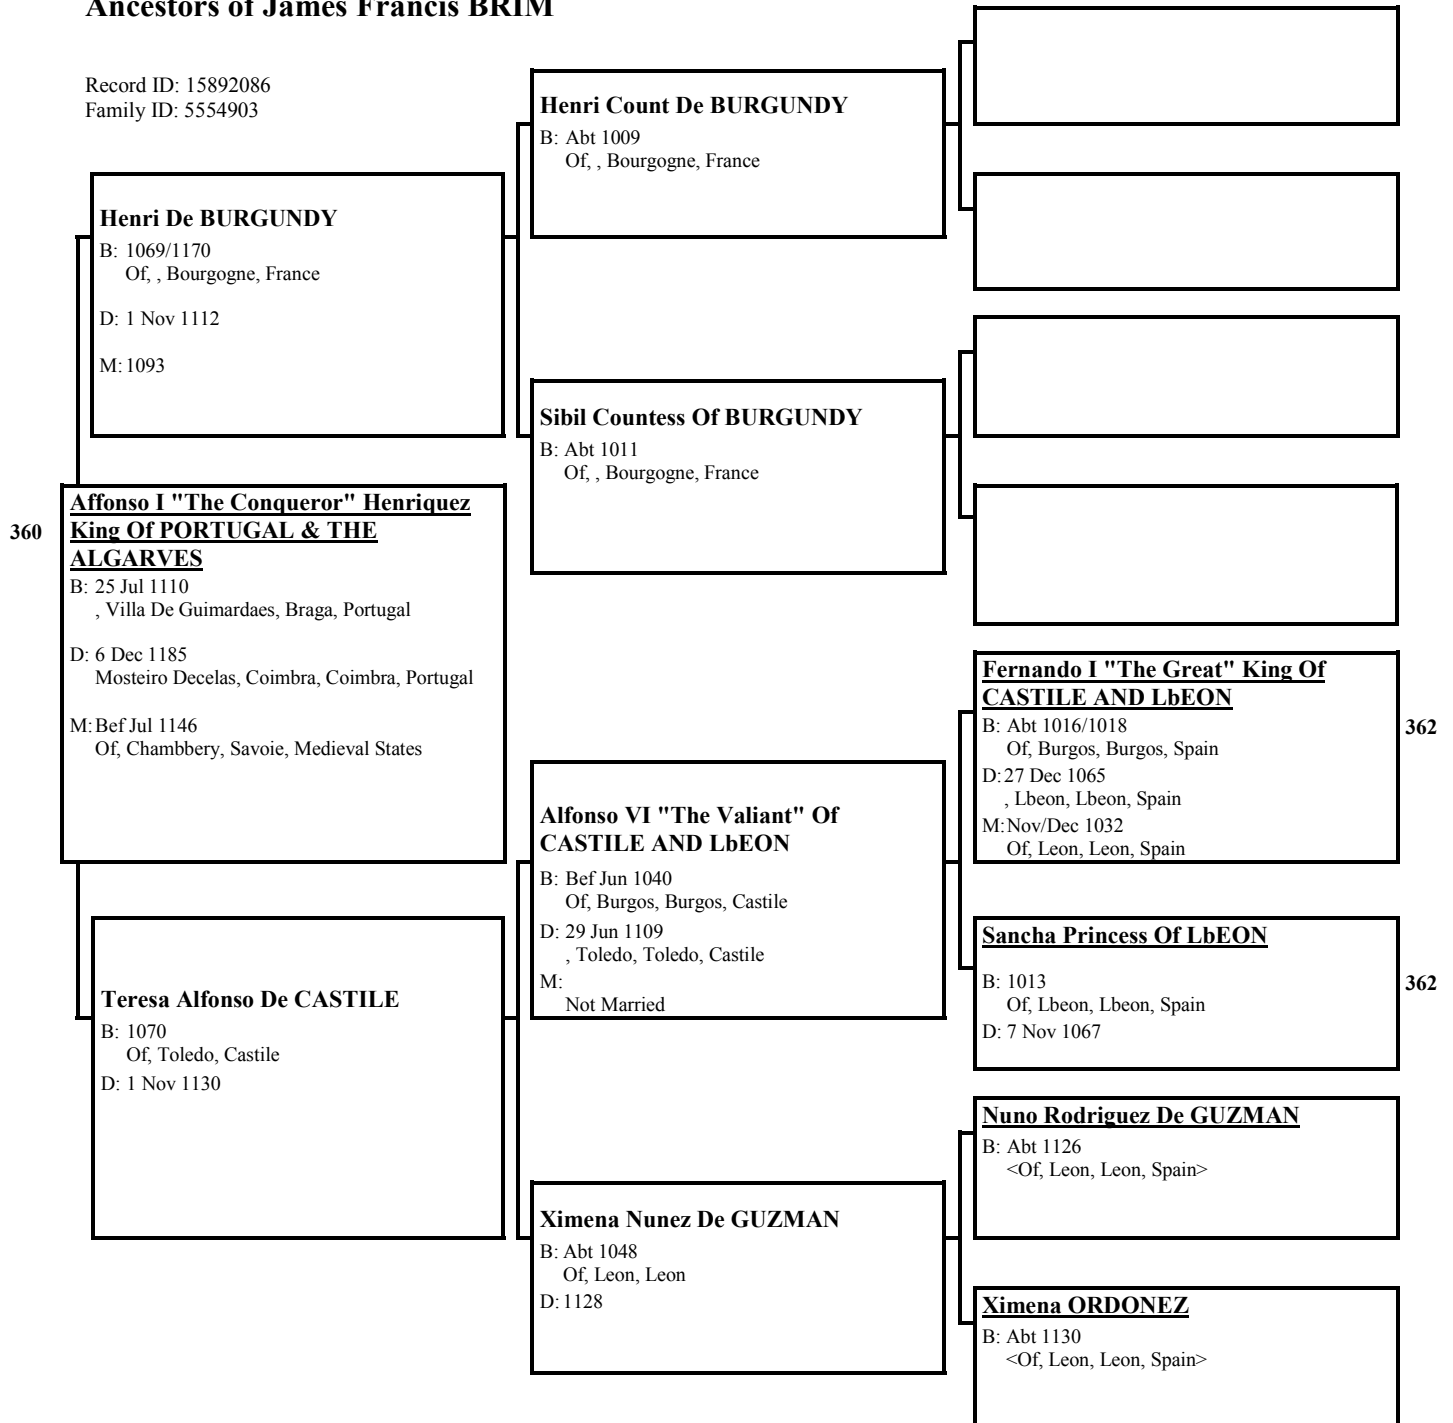 Ancestors of James Francis BRIM
Record ID: 15892086
Family ID: 5554903
Henri De BURGUNDY
B: 1069/1170
Of, , Bourgogne, France
D: 1 Nov 1112
M: 1093
360
Affonso I "The Conqueror" Henriquez
King Of PORTUGAL & THE
ALGARVES
B: 25 Jul 1110
, Villa De Guimardaes, Braga, Portugal
D: 6 Dec 1185
Mosteiro Decelas, Coimbra, Coimbra, Portugal
M: Bef Jul 1146
Of, Chambbery, Savoie, Medieval States
Teresa Alfonso De CASTILE
B: 1070
Of, Toledo, Castile
D: 1 Nov 1130
Henri Count De BURGUNDY
B: Abt 1009
Of, , Bourgogne, France
Sibil Countess Of BURGUNDY
B: Abt 1011
Of, , Bourgogne, France
Alfonso VI "The Valiant" Of
CASTILE AND LbEON
B: Bef Jun 1040
Of, Burgos, Burgos, Castile
D: 29 Jun 1109
, Toledo, Toledo, Castile
M:
Not Married
Ximena Nunez De GUZMAN
B: Abt 1048
Of, Leon, Leon
D: 1128
Fernando I "The Great" King Of
CASTILE AND LbEON
B: Abt 1016/1018
Of, Burgos, Burgos, Spain
D: 27 Dec 1065
, Lbeon, Lbeon, Spain
M: Nov/Dec 1032
Of, Leon, Leon, Spain
362
Sancha Princess Of LbEON
B: 1013
Of, Lbeon, Lbeon, Spain
D: 7 Nov 1067
362
Nuno Rodriguez De GUZMAN
B: Abt 1126
<Of, Leon, Leon, Spain>
Ximena ORDONEZ
B: Abt 1130
<Of, Leon, Leon, Spain>